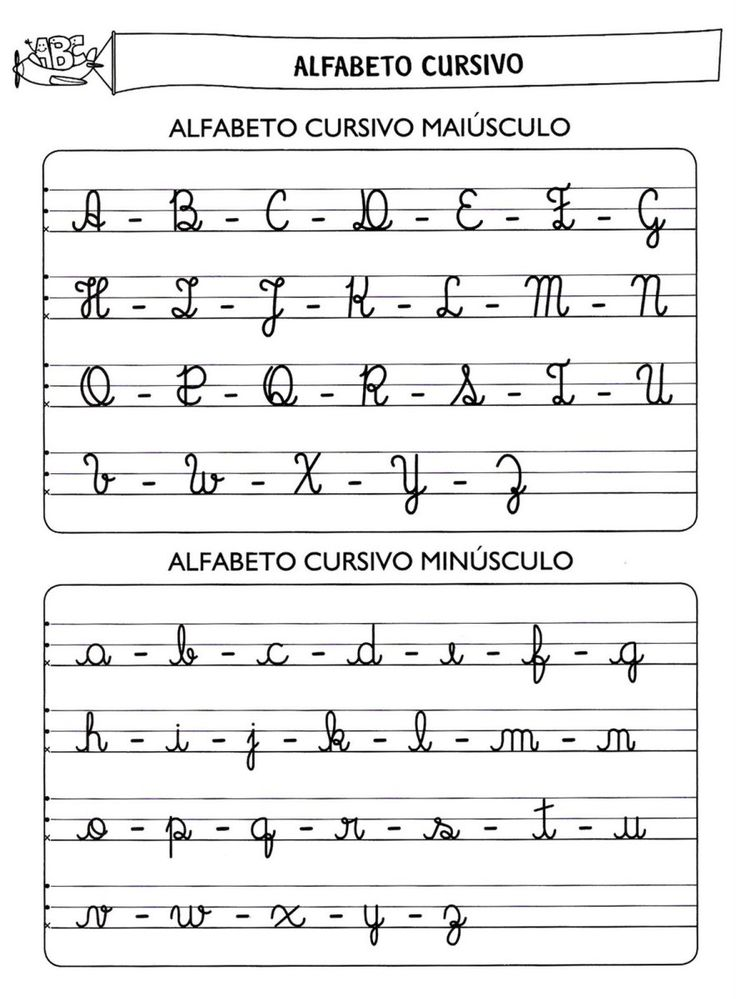 ABC
ALFABETO CURSIVO
ALFABETO CURSIVO MAIÚSCULO
A - B - C - D - E - F - G
H - I - J - K - L - M - N
O - P - Q - R - S - T - U
V - W - X - Y - Z
ALFABETO CURSIVO MINÚSCULO
a - b - c - d - e - f - g
h - i - j - k - l - m - n
o - p - q - r - s - t - u
v - w - x - y - z